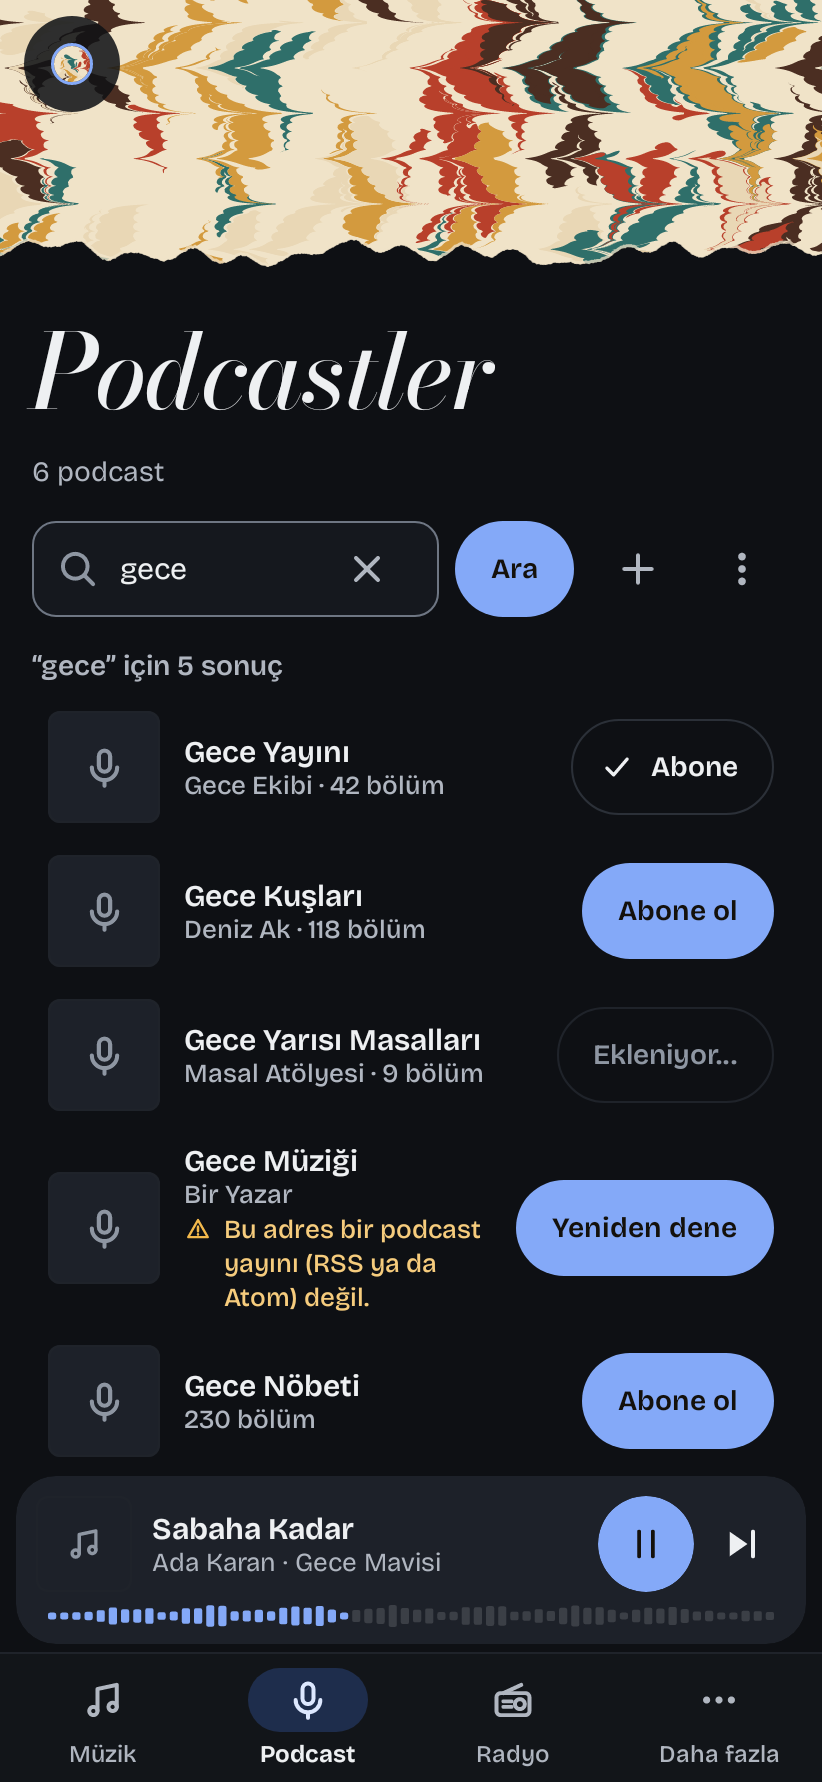 Podcastler
6 podcast
gece
Ara
“gece” için 5 sonuç
Gece Yayını
Gece Ekibi · 42 bölüm
Abone
Gece Kuşları
Deniz Ak · 118 bölüm
Abone ol
Gece Yarısı Masalları
Masal Atölyesi · 9 bölüm
Ekleniyor...
Gece Müziği
Bir Yazar
Bu adres bir podcast
yayını (RSS ya da
Atom) değil.
Yeniden dene
Gece Nöbeti
230 bölüm
Abone ol
Sabaha Kadar
Ada Karan · Gece Mavisi
Müzik
Podcast
Radyo
Daha fazla